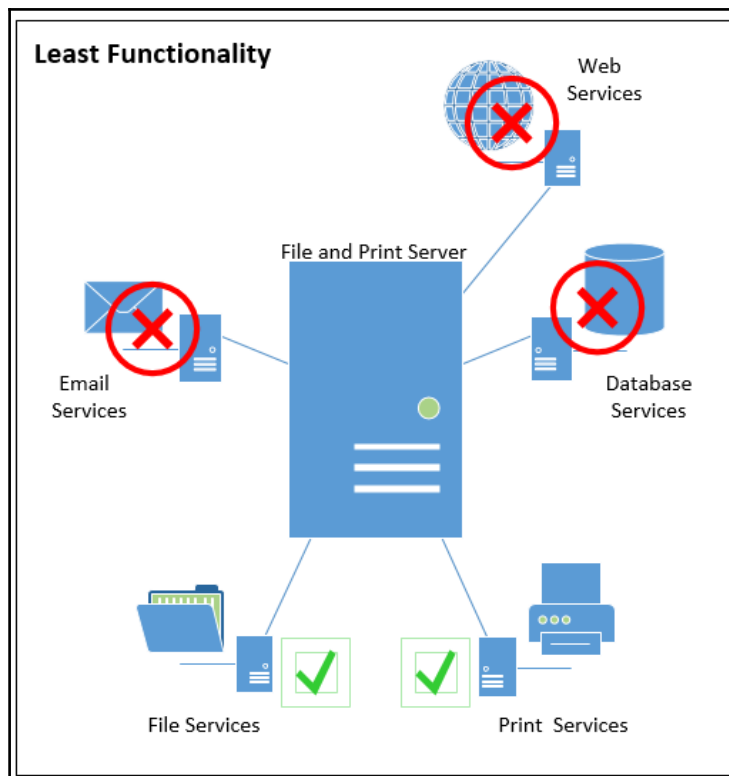 Least Functionality
Web
Services
File and Print Server
Email
Services
Database
Services
File Services
Print Services